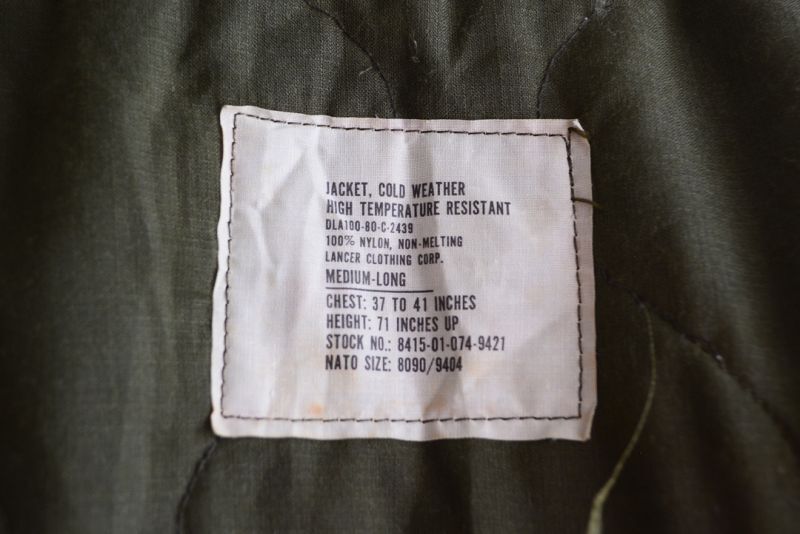 JACKET, COLD WEATHER
HIGH TEMPERATURE RESISTANT
DLA100-80-C-2439
100% NYLON, NON-MELTING
LANCER CLOTHING CORP.
MEDIUM-LONG
CHEST: 37 TO 41 INCHES
HEIGHT: 71 INCHES UP
STOCK NO.: 8415-01-074-9421
NATO SIZE: 8090/9404